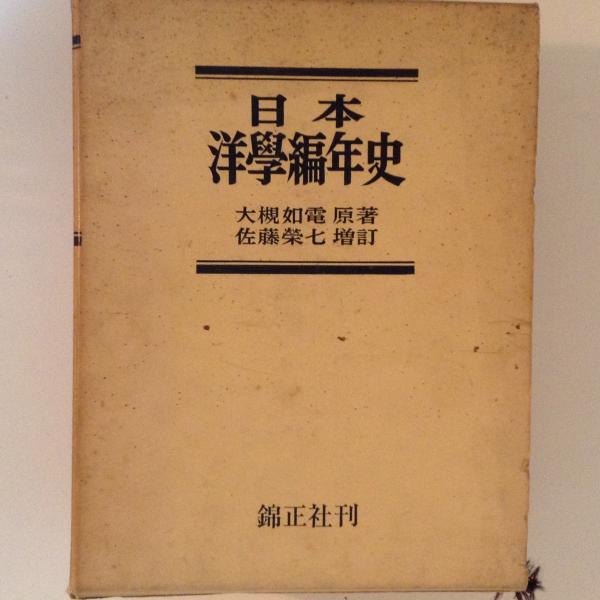 日本
洋學編年史
大槻如電 原著
佐藤榮七 増訂
錦正社刊